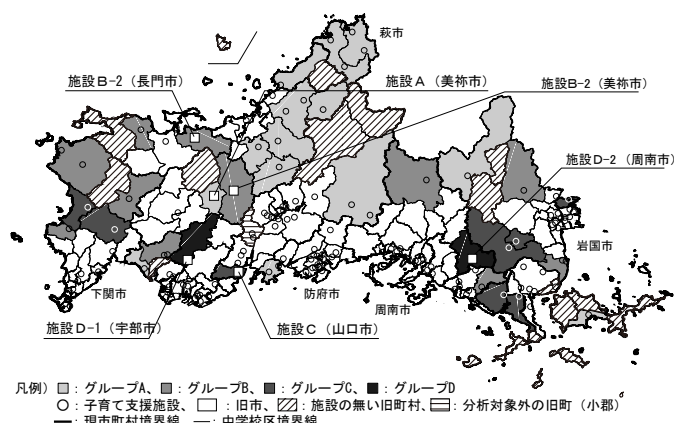 萩市
施設B-2（長門市）
施設A（美祢市）
施設B-2（美祢市）
施設D-2（周南市）
岩国市
下関市
防府市
周南市
施設D-1（宇部市）
施設C（山口市）
凡例）□：グループA、■：グループB、■：グループC、■：グループD
○：子育て支援施設、□：旧市、▨：施設の無い旧町村、▤：分析対象外の旧町（小郡）
━：現市町村境界線　―：中学校区境界線